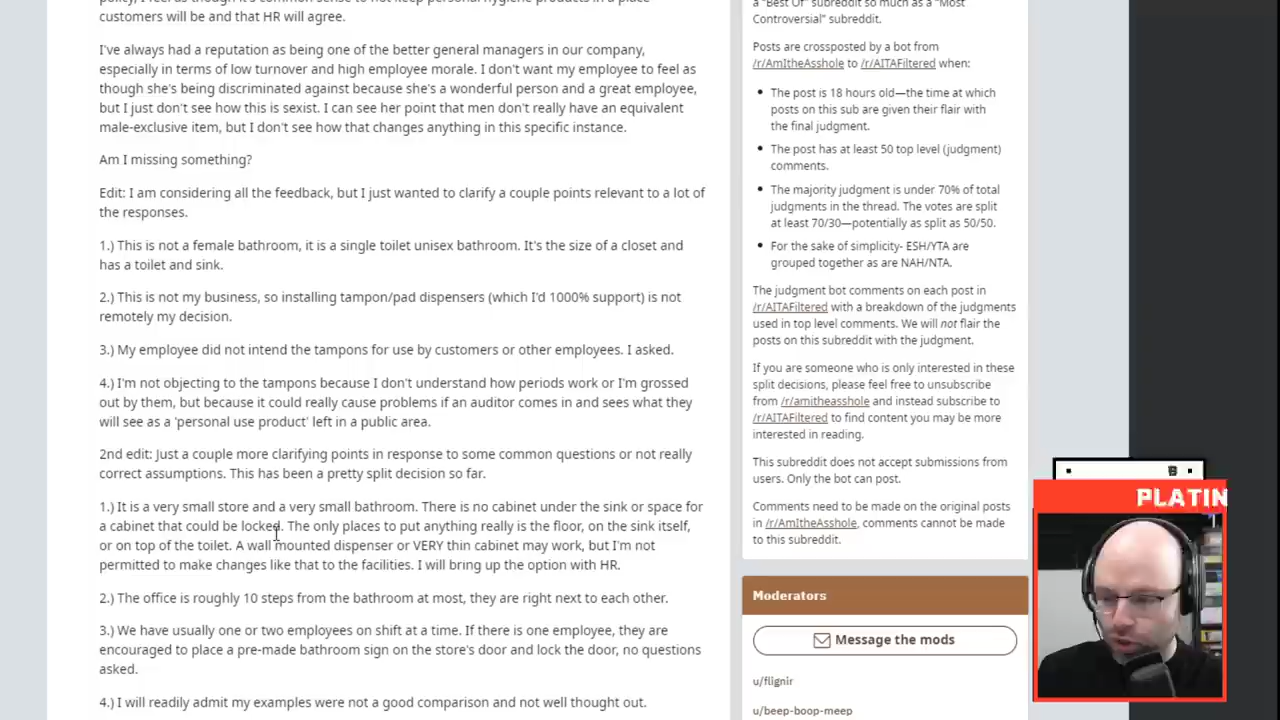 customers will be and that HR will agree.
I've always had a reputation as being one of the better general managers in our company,
especially in terms of low turnover and high employee morale. I don't want my employee to feel as
though she's being discriminated against because she's a wonderful person and a great employee,
but I just don't see how this is sexist. I can see her point that men don't really have an equivalent
male-exclusive item, but I don't see how that changes anything in this specific instance.
Am I missing something?
Edit: I am considering all the feedback, but I just wanted to clarify a couple points relevant to a lot of
the responses.
1.) This is not a female bathroom, it is a single toilet unisex bathroom. It's the size of a closet and
has a toilet and sink.
2.) This is not my business, so installing tampon/pad dispensers (which I'd 1000% support) is not
remotely my decision.
3.) My employee did not intend the tampons for use by customers or other employees. I asked.
4.) I'm not objecting to the tampons because I don't understand how periods work or I'm grossed
out by them, but because it could really cause problems if an auditor comes in and sees what they
will see as a 'personal use product' left in a public area.
2nd edit: Just a couple more clarifying points in response to some common questions or not really
correct assumptions. This has been a pretty split decision so far.
1.) It is a very small store and a very small bathroom. There is no cabinet under the sink or space for
a cabinet that could be locked. The only places to put anything really is the floor, on the sink itself,
or on top of the toilet. A wall mounted dispenser or VERY thin cabinet may work, but I'm not
permitted to make changes like that to the facilities. I will bring up the option with HR.
2.) The office is roughly 10 steps from the bathroom at most, they are right next to each other.
3.) We have usually one or two employees on shift at a time. If there is one employee, they are
encouraged to place a pre-made bathroom sign on the store's door and lock the door, no questions
asked.
4.) I will readily admit my examples were not a good comparison and not well thought out.
a "Best Of" subreddit so much as a "Most
Controversial" subreddit.
Posts are crossposted by a bot from
/r/AmItheAsshole to /r/AITAFiltered when:
• The post is 18 hours old—the time at which
posts on this sub are given their flair with
the final judgment.
• The post has at least 50 top level (judgment)
comments.
• The majority judgment is under 70% of total
judgments in the thread. The votes are split
at least 70/30—potentially as split as 50/50.
• For the sake of simplicity- ESH/YTA are
grouped together as are NAH/NTA.
The judgment bot comments on each post in
/r/AITAFiltered with a breakdown of the judgments
used in top level comments. We will not flair the
posts on this subreddit with the judgment.
If you are someone who is only interested in these
split decisions, please feel free to unsubscribe
from /r/amitheasshole and instead subscribe to
/r/AITAFiltered to find content you may be more
interested in reading.
This subreddit does not accept submissions from
users. Only the bot can post.
Comments need to be made on the original posts
in /r/AmItheAsshole, comments cannot be made
to this subreddit.
Moderators
Message the mods
u/flignir
u/beep-boop-meep
PLATIN